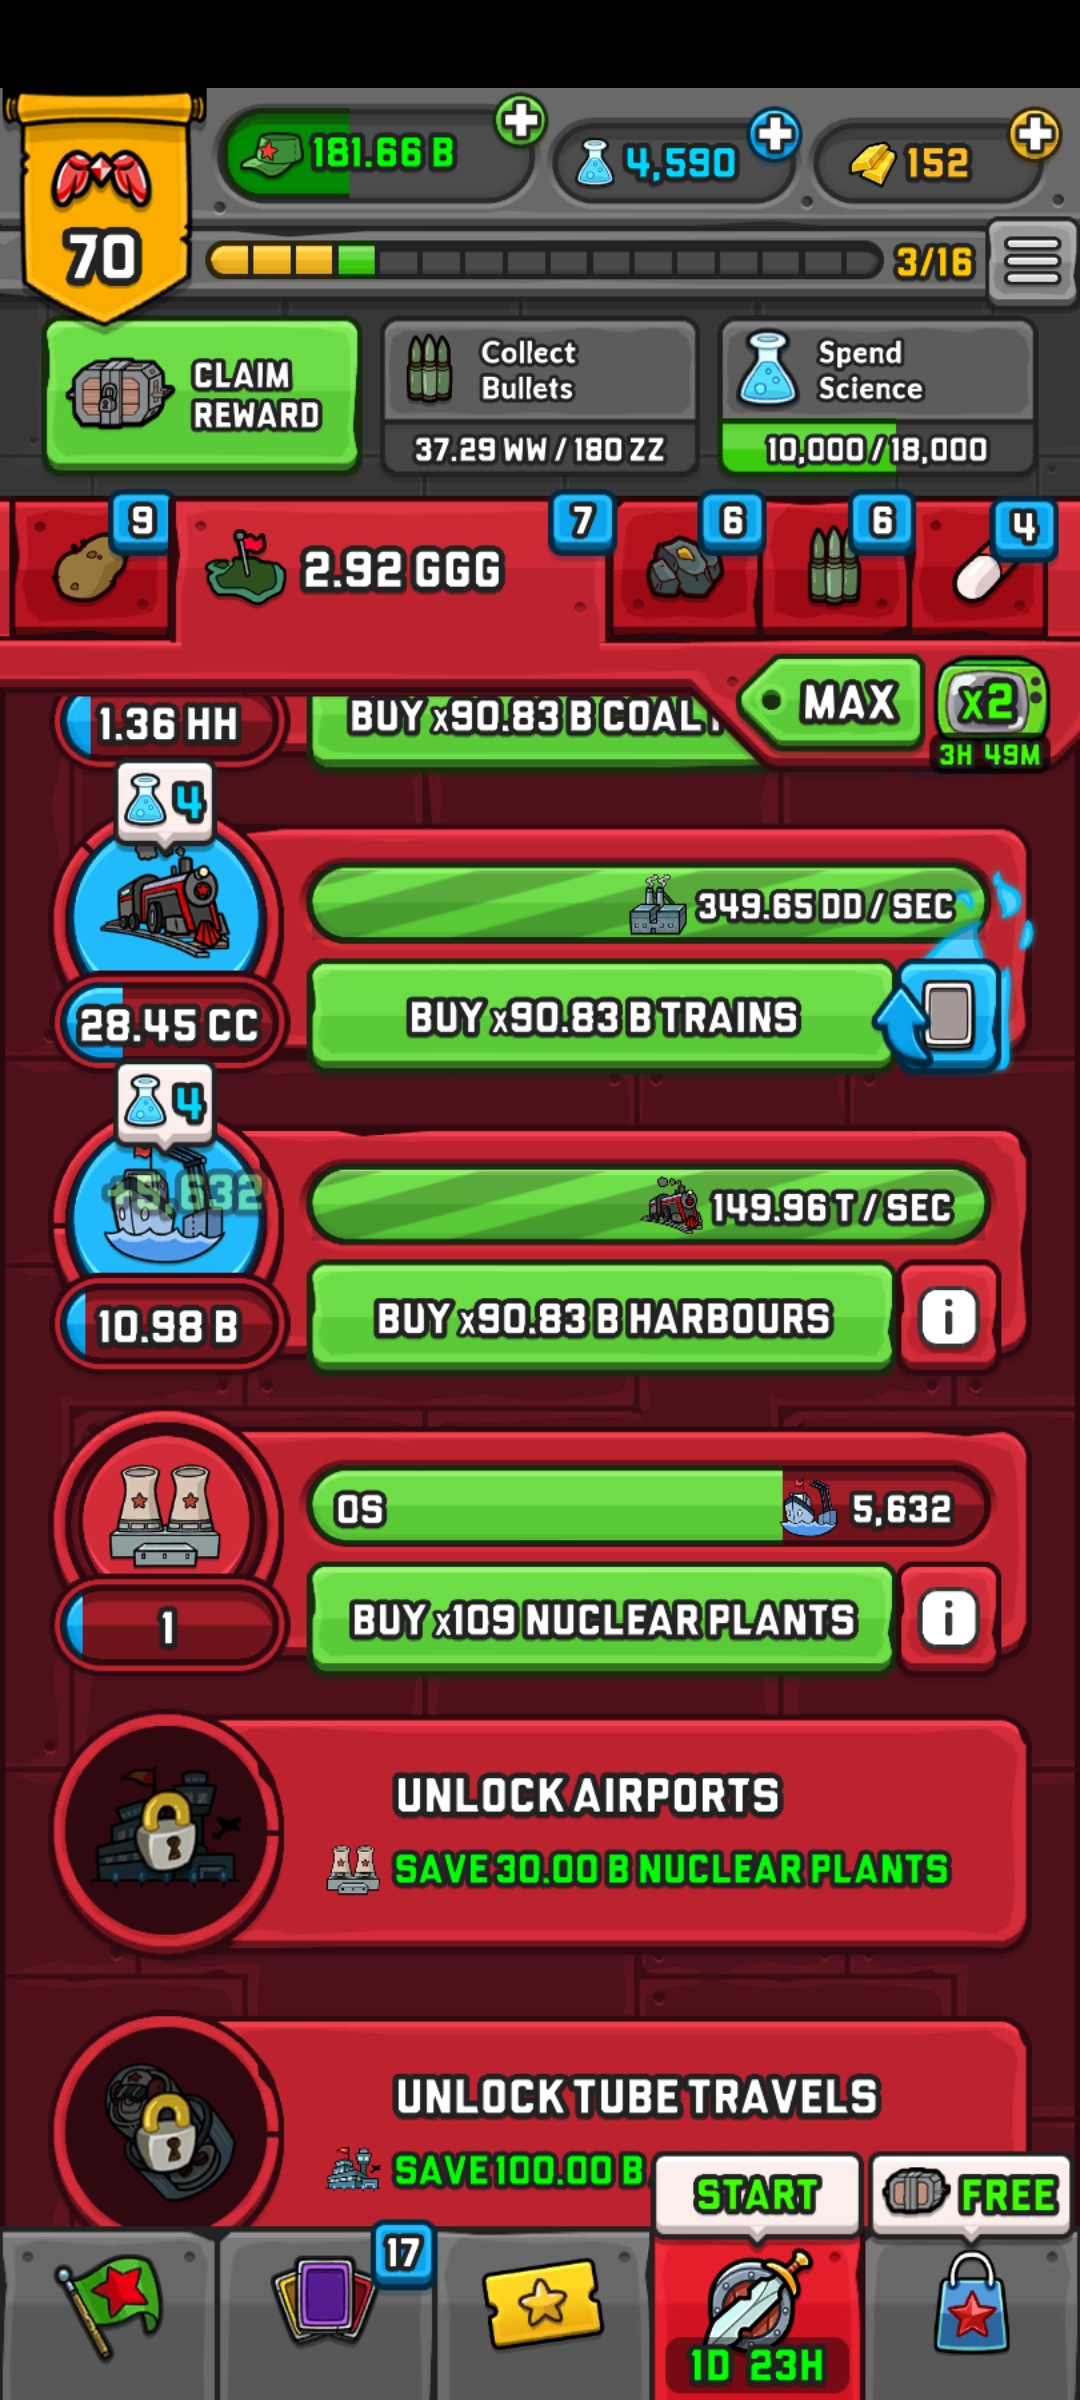 181.66 B
4,590
152
70
3/16
CLAIM
REWARD
Collect
Bullets
37.29 WW / 180 ZZ
Spend
Science
10,000 / 18,000
9
2.92 GGG
7
6
6
4
MAX
x2
3H 49M
1.36 HH
BUY x90.83 B COAL
4
349.65 DD / SEC
28.45 CC
BUY x90.83 B TRAINS
4
+5,632
149.96 T / SEC
10.98 B
BUY x90.83 B HARBOURS
i
0S
5,632
1
BUY x109 NUCLEAR PLANTS
i
UNLOCK AIRPORTS
SAVE 30.00 B NUCLEAR PLANTS
UNLOCK TUBE TRAVELS
SAVE 100.00 B
START
FREE
17
1D 23H